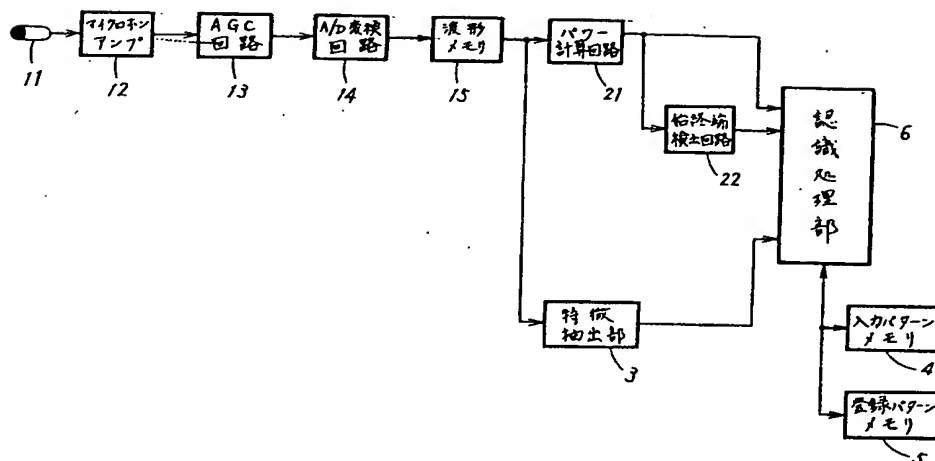 マイクロホン
アンプ
11
12
AGC
回路
13
A/D変換
回路
14
波形
メモリ
15
パワー
計算回路
21
始終端
検出回路
22
認識処理部
6
特徴
抽出部
3
入力パターン
メモリ
4
登録パターン
メモリ
5